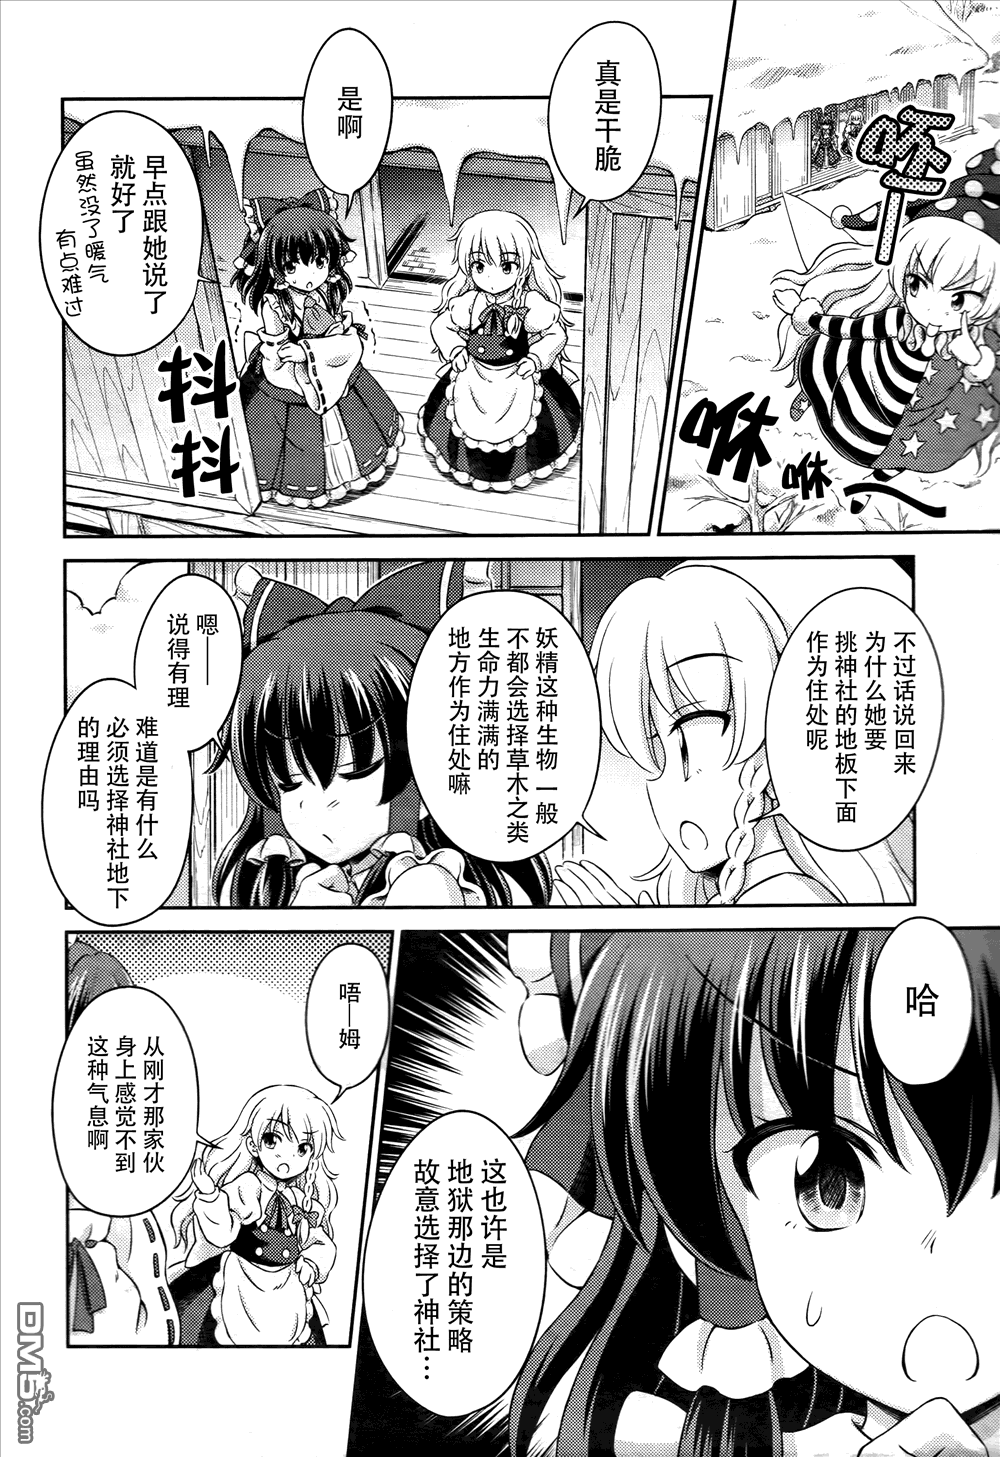 呸
咻
咻
真是干脆
是啊
早点跟她说了
就好了
虽然没了暖气
有点难过
抖
抖
不过话说回来
为什么她要
挑神社的地板下面
作为住处呢
妖精这种生物一般
不都会选择草木之类
生命力满满的
地方作为住处嘛
嗯——
说得有理
难道是有什么
必须选择神社地下
的理由吗
哈
这也许是
地狱那边的策略
故意选择了神社…
唔—姆
从刚才那家伙
身上感觉不到
这种气息啊
DM5.com